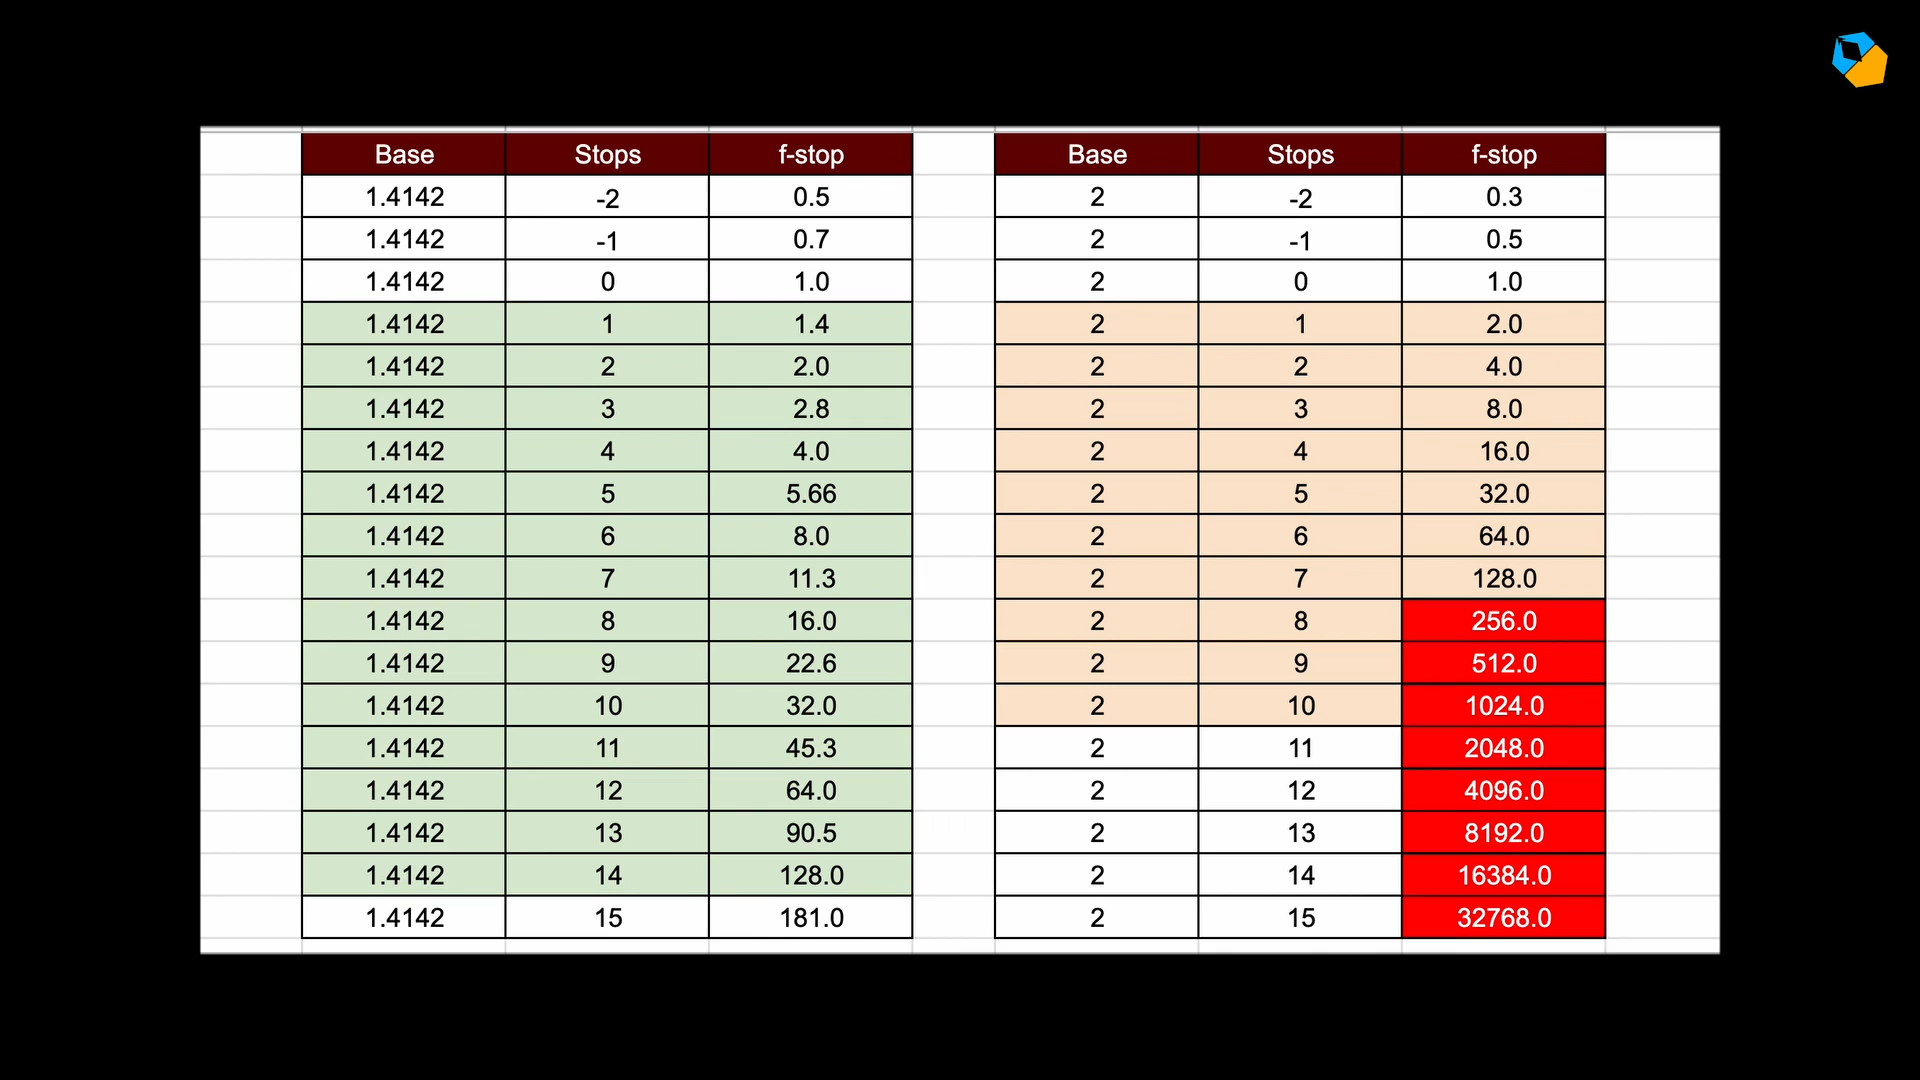 Base Stops f-stop Base Stops f-stop
1.4142 -2 0.5 2 -2 0.3
1.4142 -1 0.7 2 -1 0.5
1.4142 0 1.0 2 0 1.0
1.4142 1 1.4 2 1 2.0
1.4142 2 2.0 2 2 4.0
1.4142 3 2.8 2 3 8.0
1.4142 4 4.0 2 4 16.0
1.4142 5 5.66 2 5 32.0
1.4142 6 8.0 2 6 64.0
1.4142 7 11.3 2 7 128.0
1.4142 8 16.0 2 8 256.0
1.4142 9 22.6 2 9 512.0
1.4142 10 32.0 2 10 1024.0
1.4142 11 45.3 2 11 2048.0
1.4142 12 64.0 2 12 4096.0
1.4142 13 90.5 2 13 8192.0
1.4142 14 128.0 2 14 16384.0
1.4142 15 181.0 2 15 32768.0